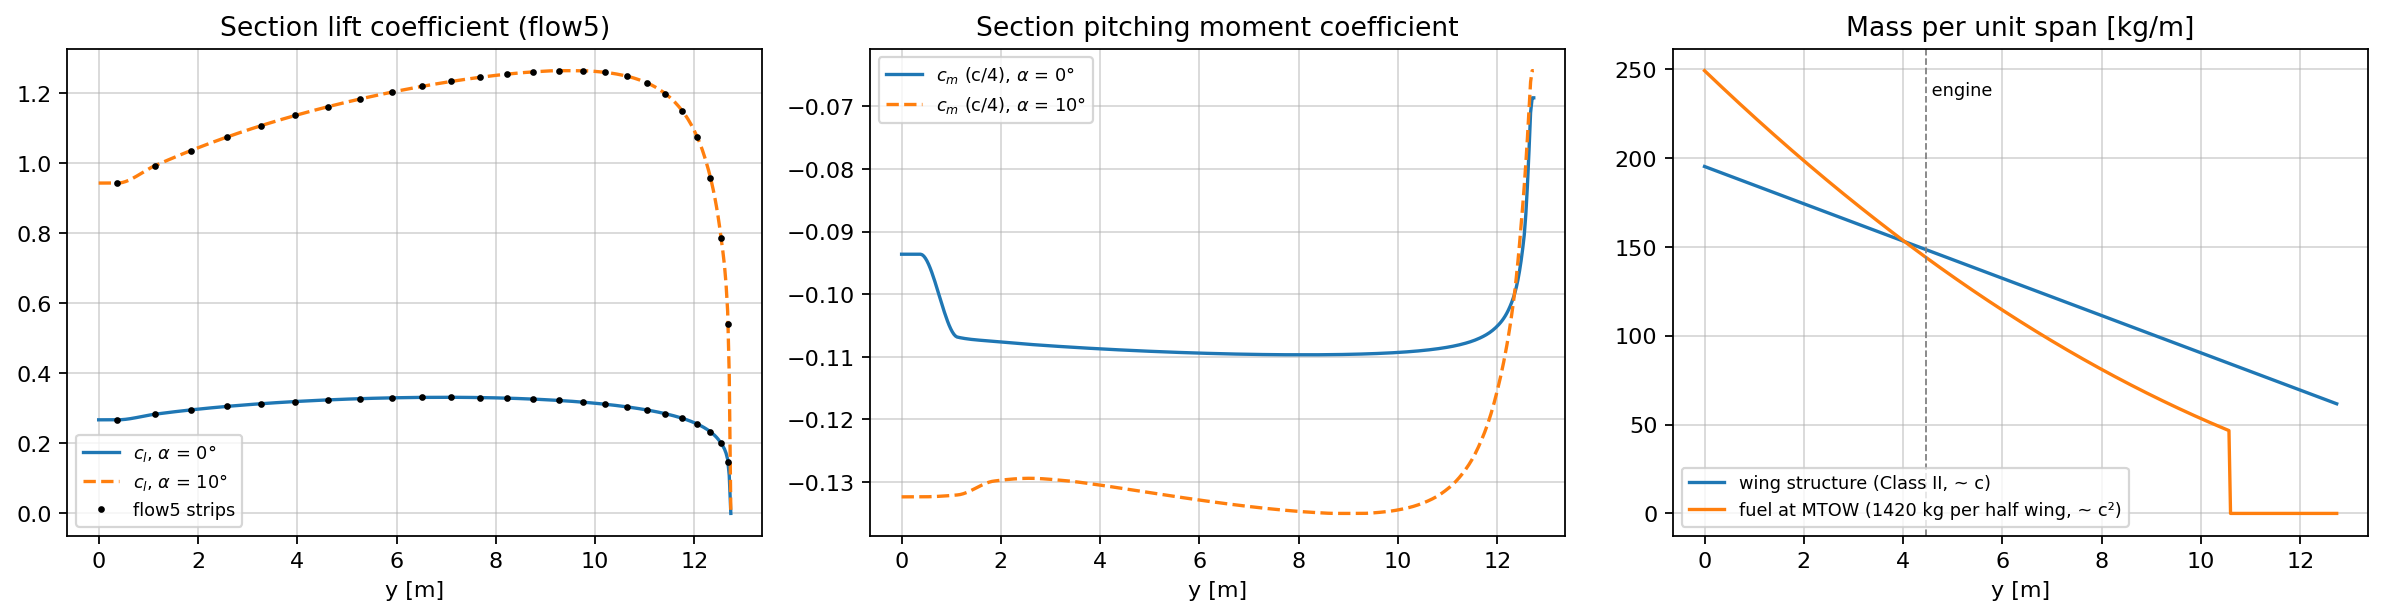 Section lift coefficient (flow5)
1.2
1.0
0.8
0.6
0.4
0.2
0.0
c_l, α = 0°
c_l, α = 10°
flow5 strips
0 2 4 6 8 10 12
y [m]
Section pitching moment coefficient
c_m (c/4), α = 0°
c_m (c/4), α = 10°
−0.07
−0.08
−0.09
−0.10
−0.11
−0.12
−0.13
0 2 4 6 8 10 12
y [m]
Mass per unit span [kg/m]
250
200
150
100
50
0
engine
wing structure (Class II, ~ c)
fuel at MTOW (1420 kg per half wing, ~ c²)
0 2 4 6 8 10 12
y [m]